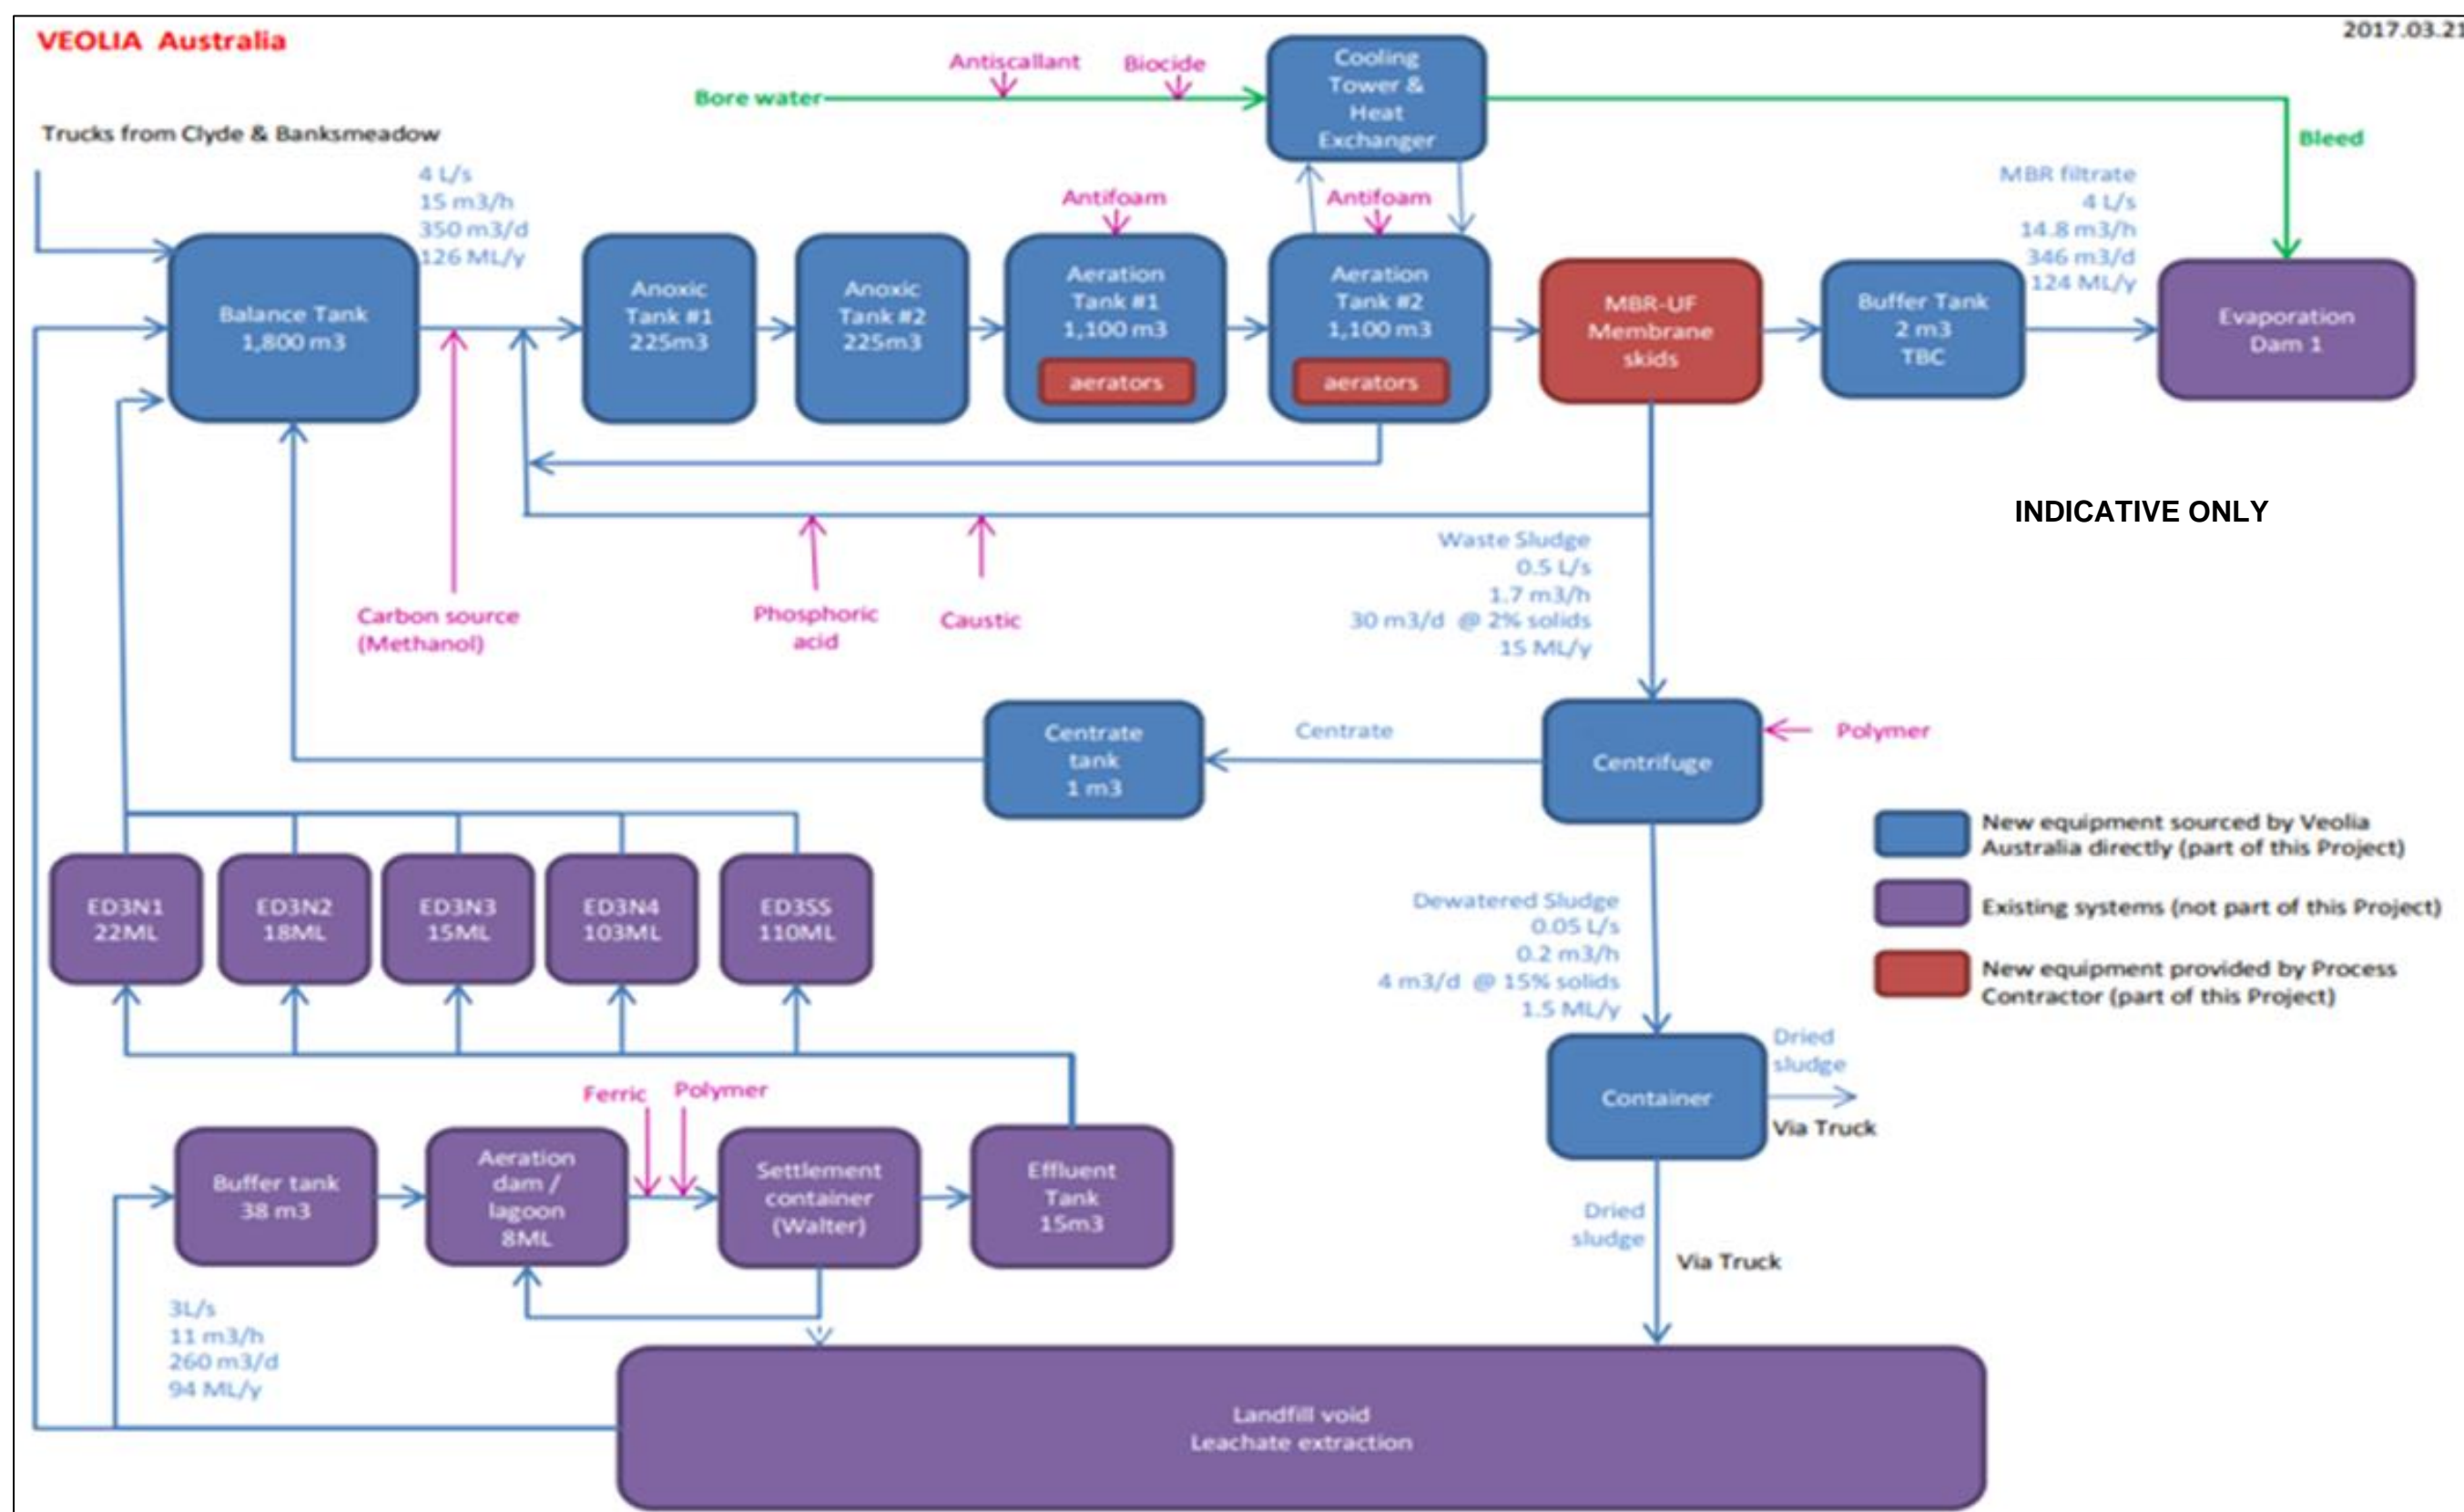 VEOLIA Australia
2017.03.21
Antiscallant
Biocide
Cooling
Tower &
Heat
Exchanger
Bore water
Bleed
Trucks from Clyde & Banksmeadow
4 L/s
15 m3/h
350 m3/d
126 ML/y
Antifoam
Antifoam
MBR filtrate
4 L/s
14.8 m3/h
346 m3/d
124 ML/y
Balance Tank
1,800 m3
Anoxic
Tank #1
225m3
Anoxic
Tank #2
225m3
Aeration
Tank #1
1,100 m3
aerators
Aeration
Tank #2
1,100 m3
aerators
MBR-UF
Membrane
skids
Buffer Tank
2 m3
TBC
Evaporation
Dam 1
INDICATIVE ONLY
Carbon source
(Methanol)
Phosphoric
acid
Caustic
Waste Sludge
0.5 L/s
1.7 m3/h
30 m3/d @ 2% solids
15 ML/y
Centrate
tank
1 m3
Centrate
Centrifuge
Polymer
New equipment sourced by Veolia
Australia directly (part of this Project)
Existing systems (not part of this Project)
New equipment provided by Process
Contractor (part of this Project)
ED3N1
22ML
ED3N2
18ML
ED3N3
15ML
ED3N4
103ML
ED3SS
110ML
Dewatered Sludge
0.05 L/s
0.2 m3/h
4 m3/d @ 15% solids
1.5 ML/y
Container
Dried
sludge
Via Truck
Ferric
Polymer
Buffer tank
38 m3
Aeration
dam /
lagoon
8ML
Settlement
container
(Walter)
Effluent
Tank
15m3
Dried
sludge
Via Truck
3L/s
11 m3/h
260 m3/d
94 ML/y
Landfill void
Leachate extraction